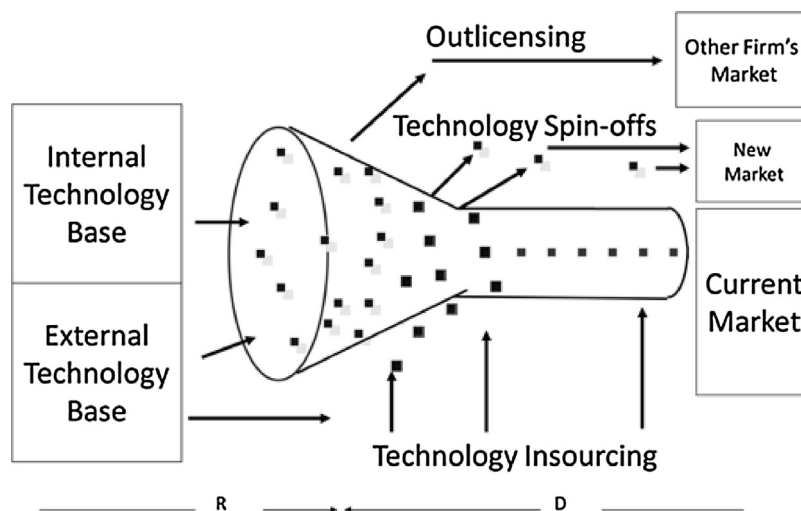 Outlicensing
Other Firm's
Market
Technology Spin-offs
New
Market
Internal
Technology
Base
External
Technology
Base
Current
Market
Technology Insourcing
R
D